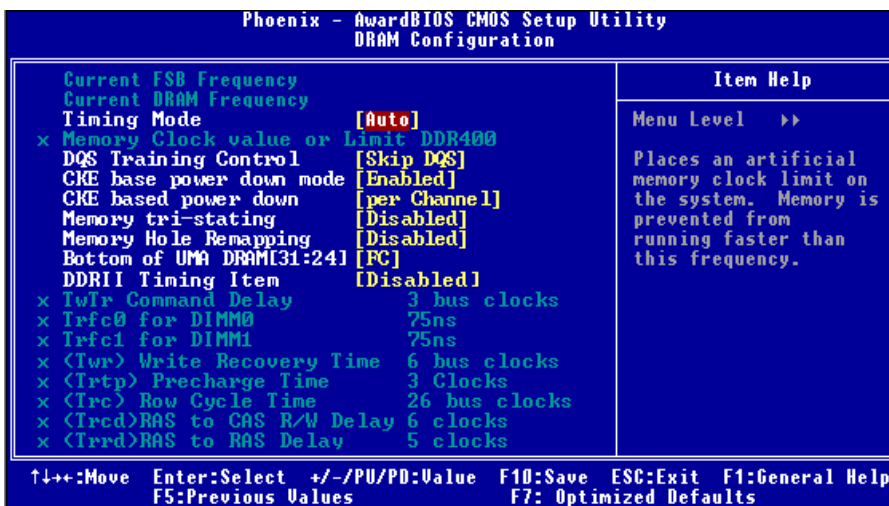 Phoenix - AwardBIOS CMOS Setup Utility
DRAM Configuration
Current FSB Frequency
Current DRAM Frequency
Timing Mode [Auto]
x Memory Clock value or Limit DDR400
DQS Training Control [Skip DQS]
CKE base power down mode [Enabled]
CKE based power down [per Channel]
Memory tri-stating [Disabled]
Memory Hole Remapping [Disabled]
Bottom of UMA DRAM[31:24] [FC]
DDRII Timing Item [Disabled]
x TwTr Command Delay 3 bus clocks
x Trfc0 for DIMM0 75ns
x Trfc1 for DIMM1 75ns
x (Twr) Write Recovery Time 6 bus clocks
x (Trtp) Precharge Time 3 Clocks
x (Trc) Row Cycle Time 26 bus clocks
x (Trcd)RAS to CAS R/W Delay 6 clocks
x (Trrd)RAS to RAS Delay 5 clocks
Item Help
Menu Level ▸▸
Places an artificial
memory clock limit on
the system. Memory is
prevented from
running faster than
this frequency.
↑↓→←:Move Enter:Select +/-/PU/PD:Value F10:Save ESC:Exit F1:General Help
F5:Previous Values F7: Optimized Defaults